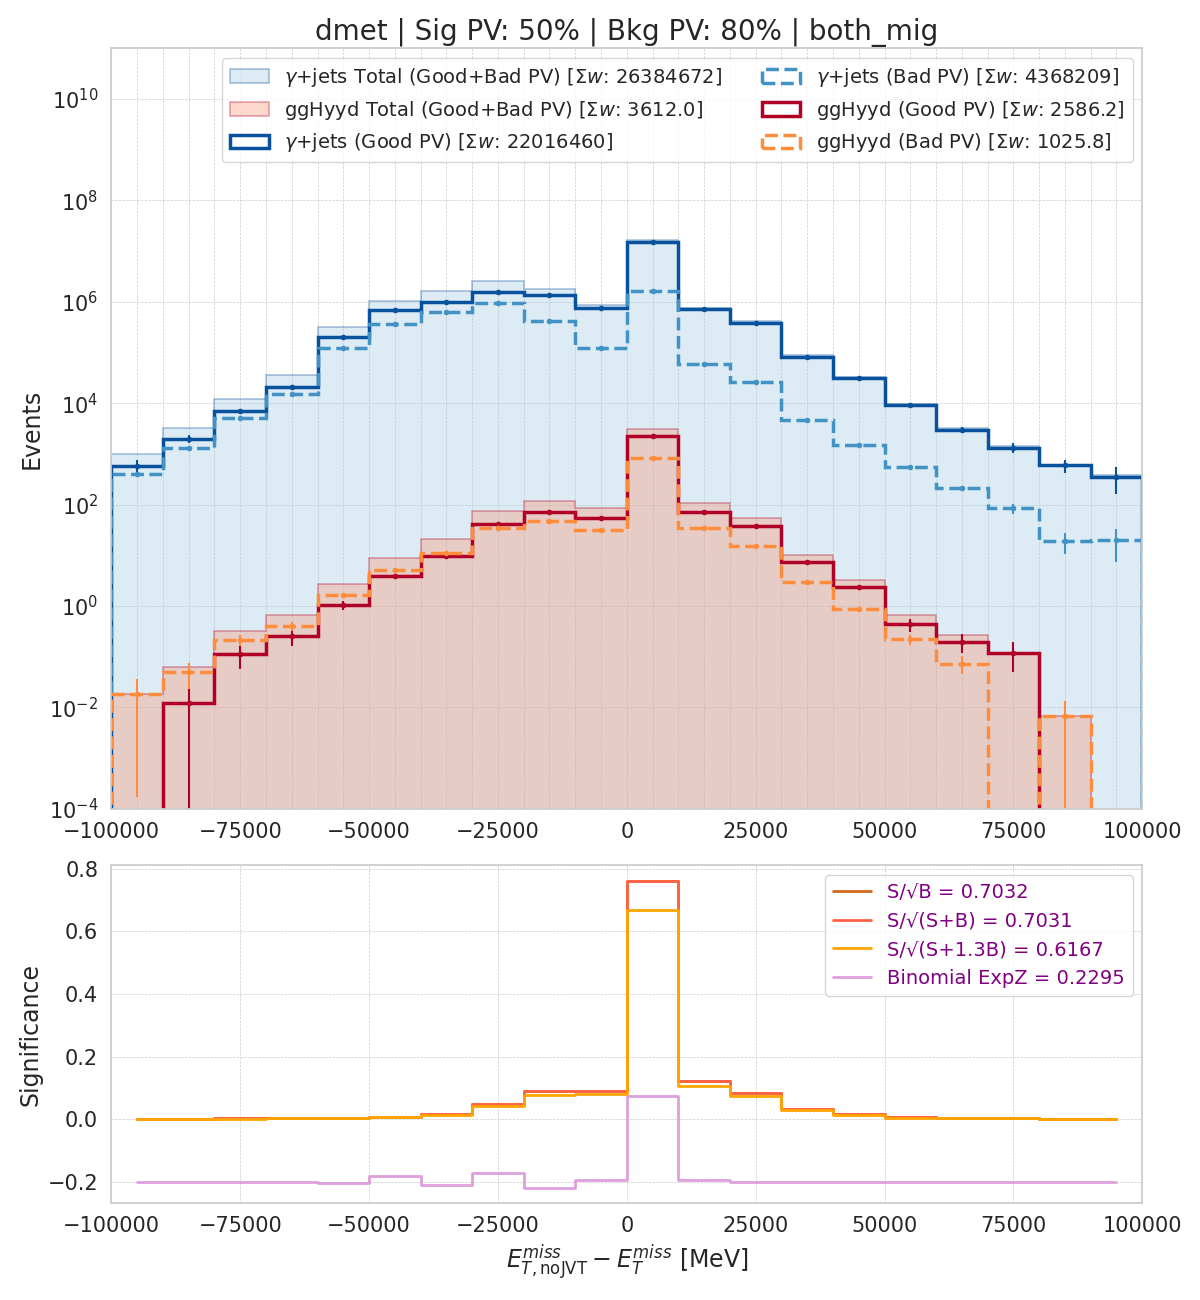 dmet | Sig PV: 50% | Bkg PV: 80% | both_mig
γ+jets Total (Good+Bad PV) [Σw: 26384672]
ggHyyd Total (Good+Bad PV) [Σw: 3612.0]
γ+jets (Good PV) [Σw: 22016460]
γ+jets (Bad PV) [Σw: 4368209]
ggHyyd (Good PV) [Σw: 2586.2]
ggHyyd (Bad PV) [Σw: 1025.8]
Events
10^10
10^8
10^6
10^4
10^2
10^0
10^−2
10^−4
−100000 −75000 −50000 −25000 0 25000 50000 75000 100000
Significance
0.8
0.6
0.4
0.2
0.0
−0.2
S/√B = 0.7032
S/√(S+B) = 0.7031
S/√(S+1.3B) = 0.6167
Binomial ExpZ = 0.2295
−100000 −75000 −50000 −25000 0 25000 50000 75000 100000
E_{T,noJVT}^{miss} − E_T^{miss} [MeV]